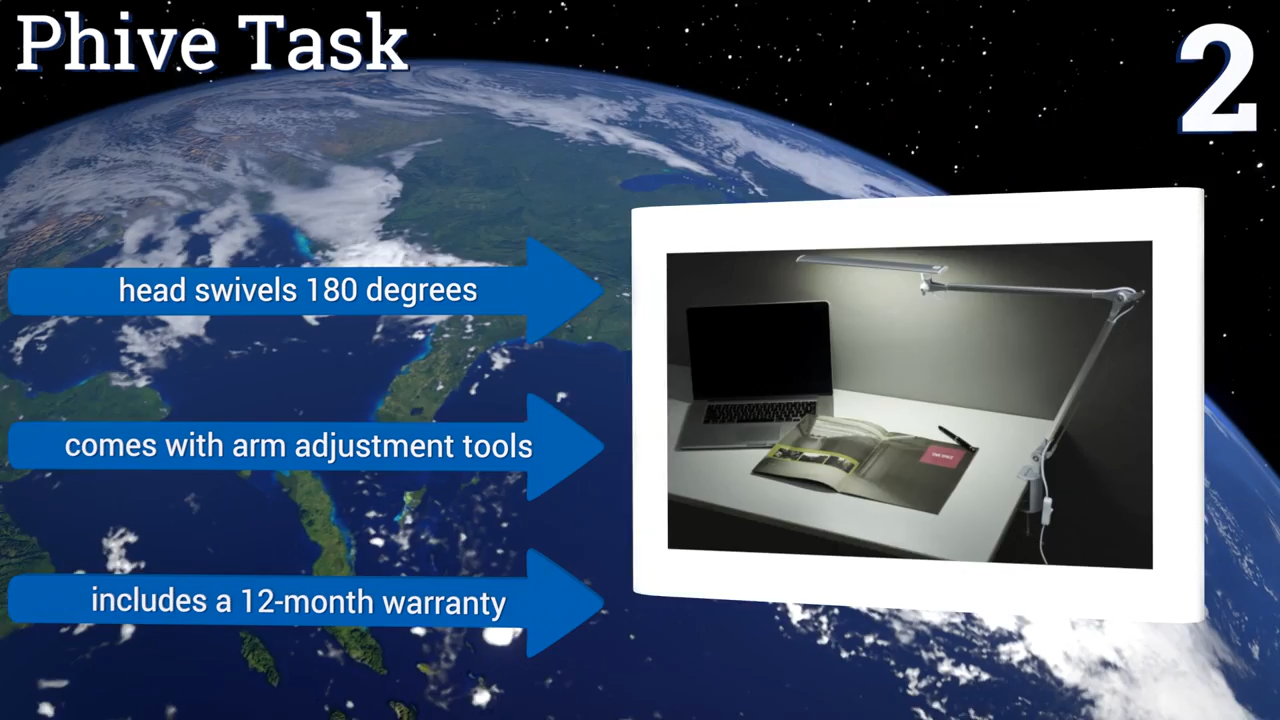 Phive Task
2
head swivels 180 degrees
comes with arm adjustment tools
includes a 12-month warranty